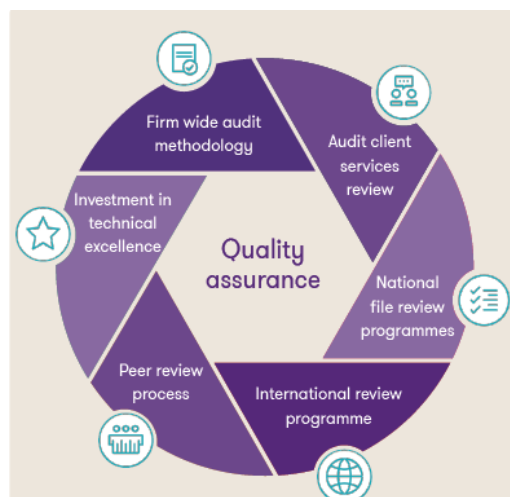 Firm wide audit
methodology
Audit client
services
review
National
file review
programmes
International review
programme
Peer review
process
Investment in
technical
excellence
Quality
assurance